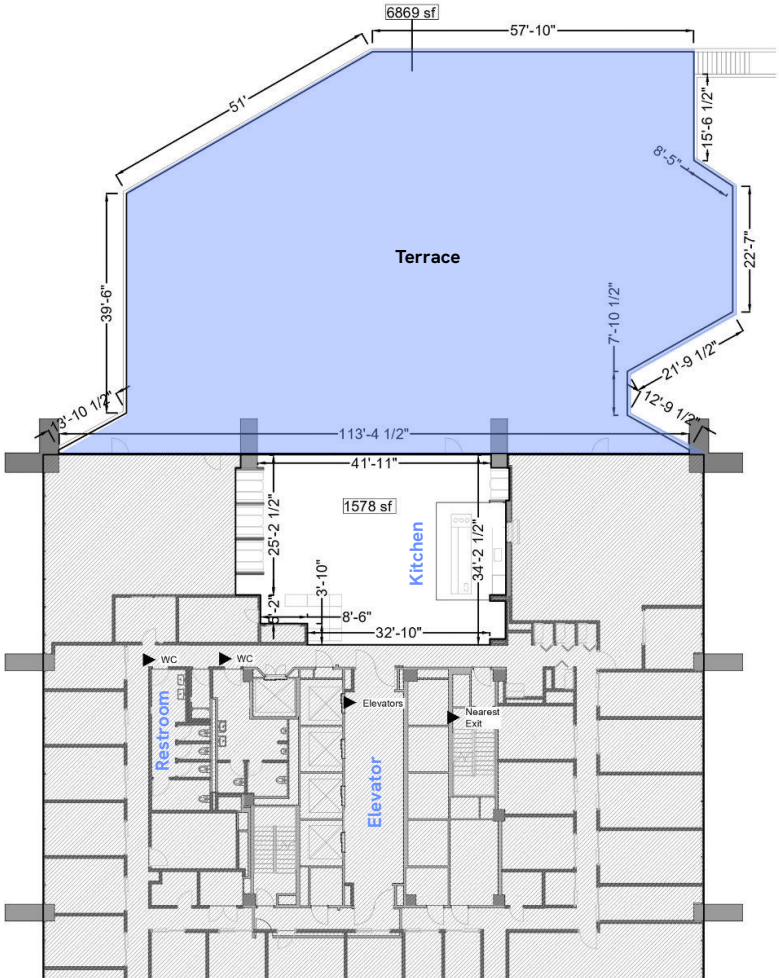 6869 sf
57'-10"
51'
15'-6 1/2"
8'-5"
Terrace
22'-7"
39'-6"
7'-10 1/2"
21'-9 1/2"
13'-10 1/2"
12'-9 1/2"
113'-4 1/2"
41'-11"
1578 sf
25'-2 1/2"
Kitchen
34'-2 1/2"
3'-10"
6'-2"
8'-6"
32'-10"
WC
WC
Elevators
Nearest
Exit
Restroom
Elevator